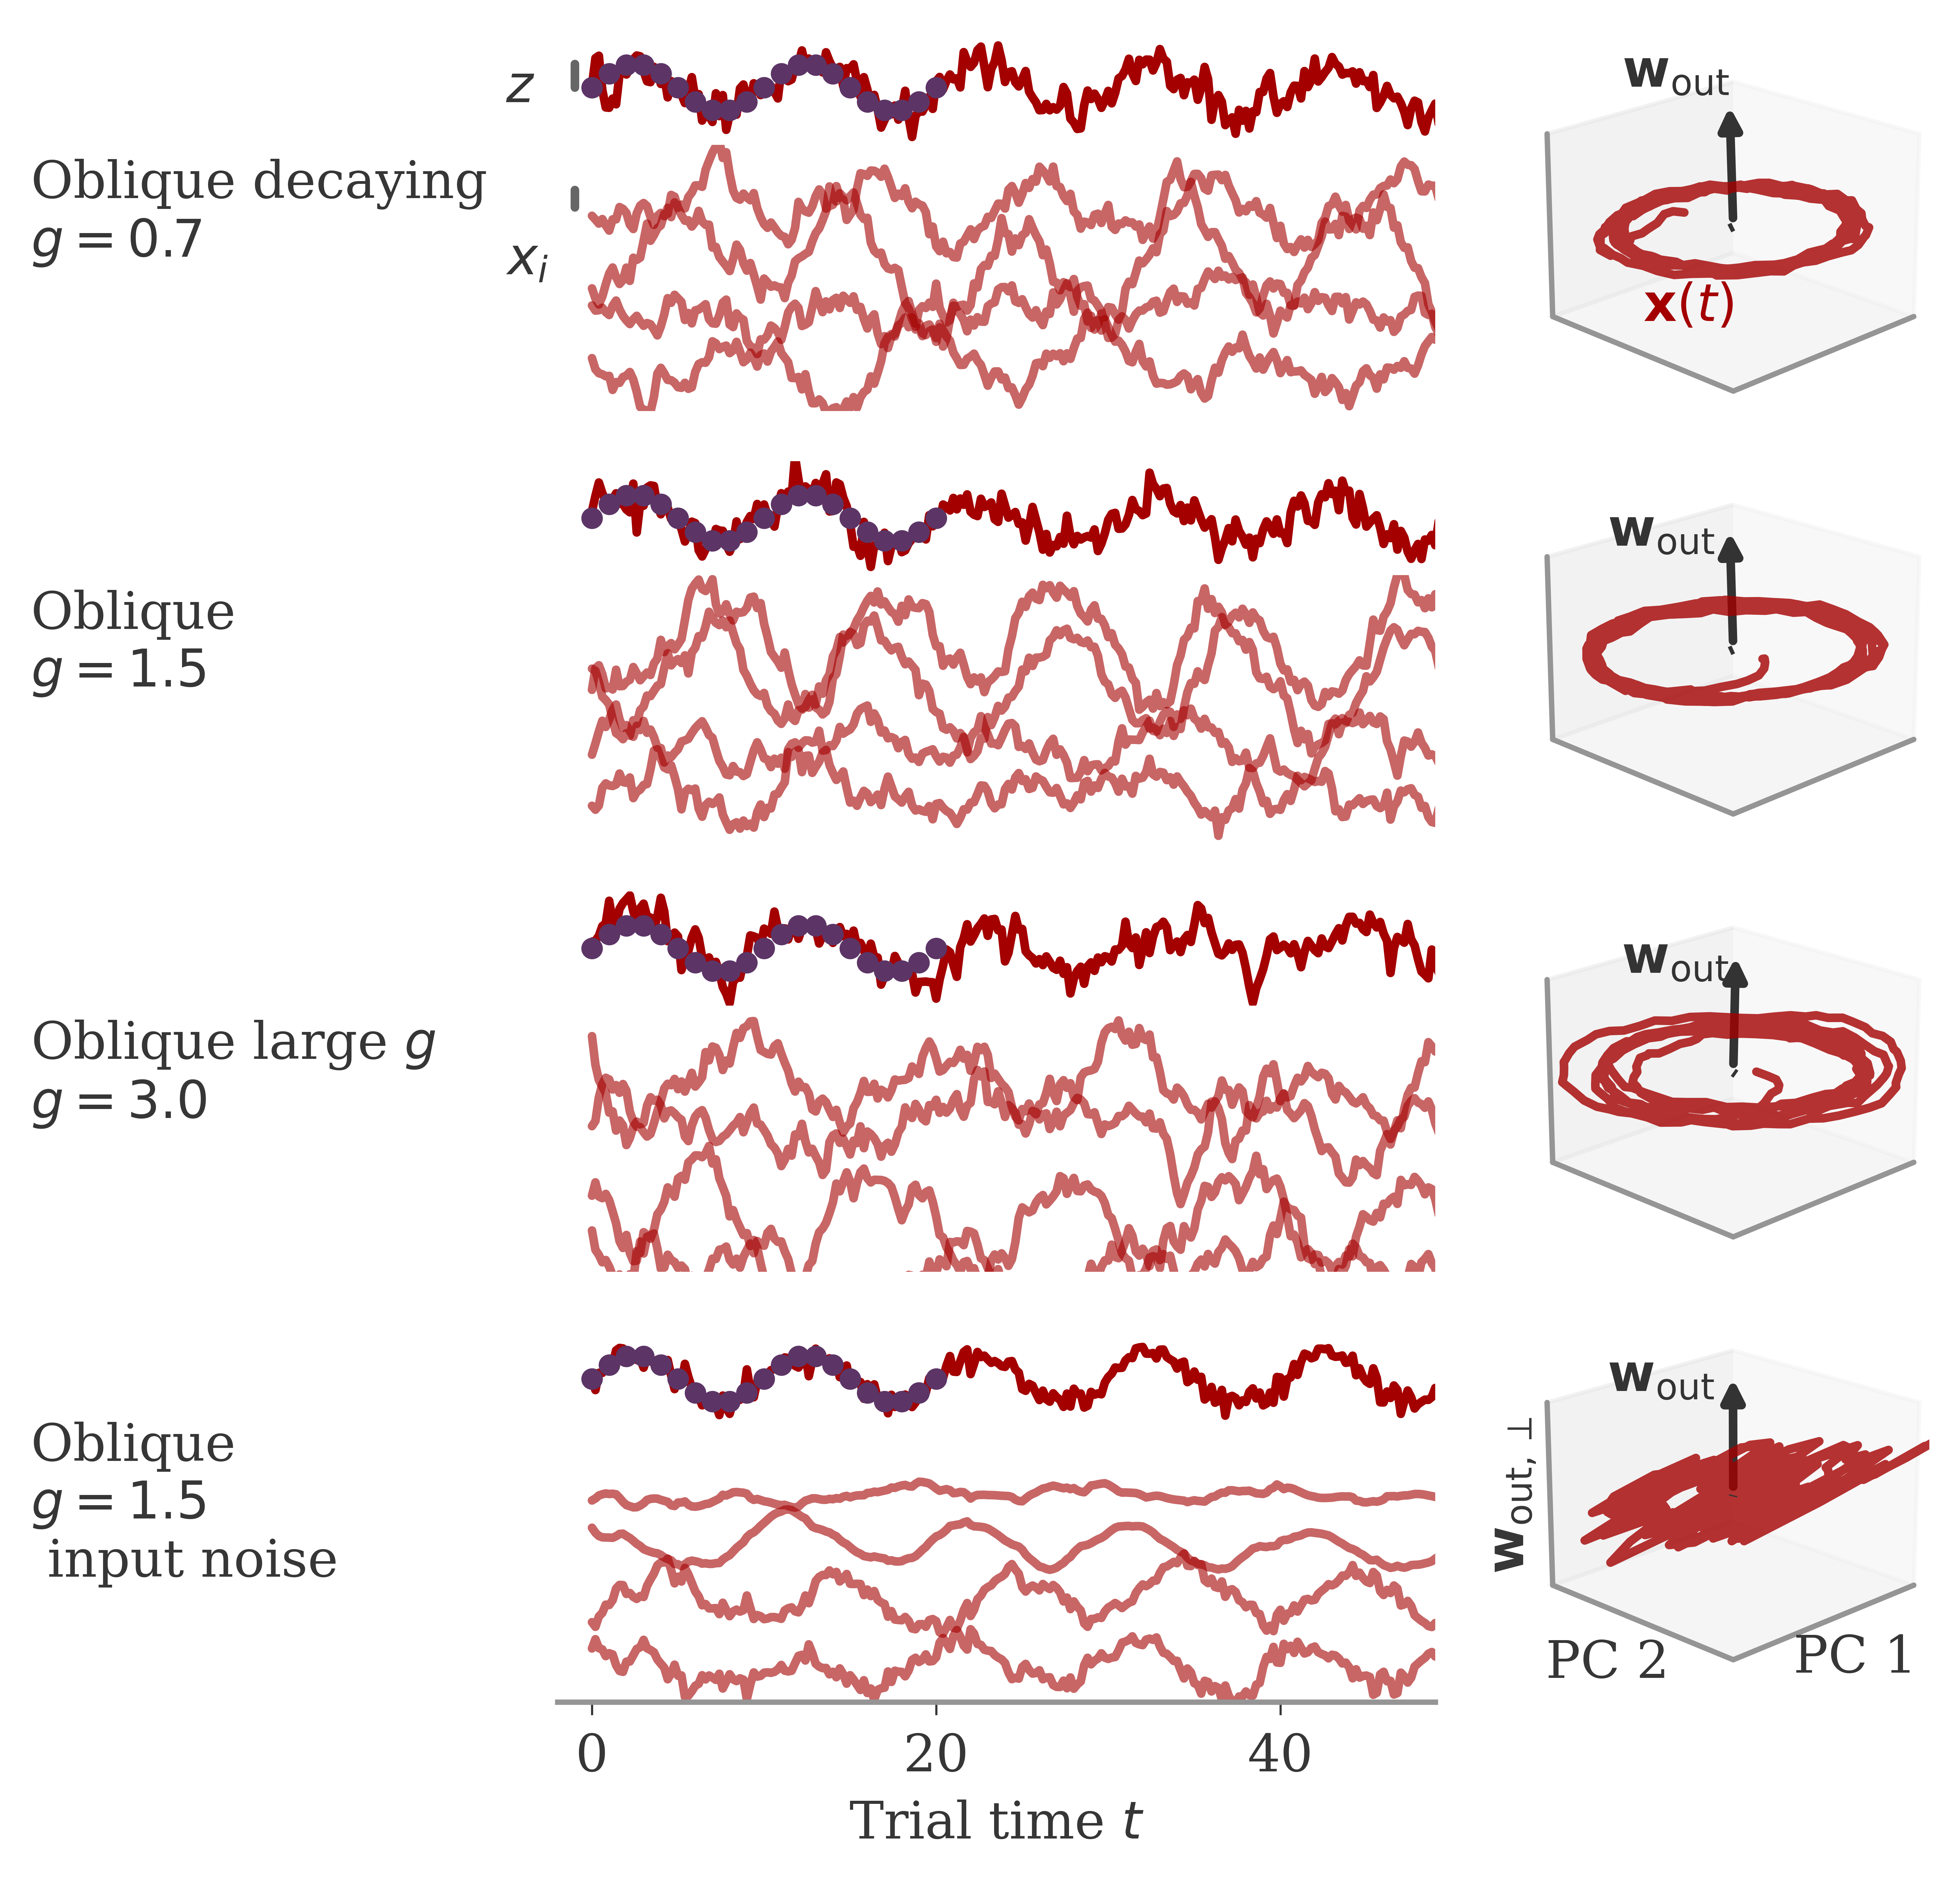 z
w_out
Oblique decaying
g = 0.7
x_i
x(t)
w_out
Oblique
g = 1.5
w_out
Oblique large g
g = 3.0
w_out
Oblique
g = 1.5
input noise
w_out, ⊥
PC 2
PC 1
0 20 40
Trial time t